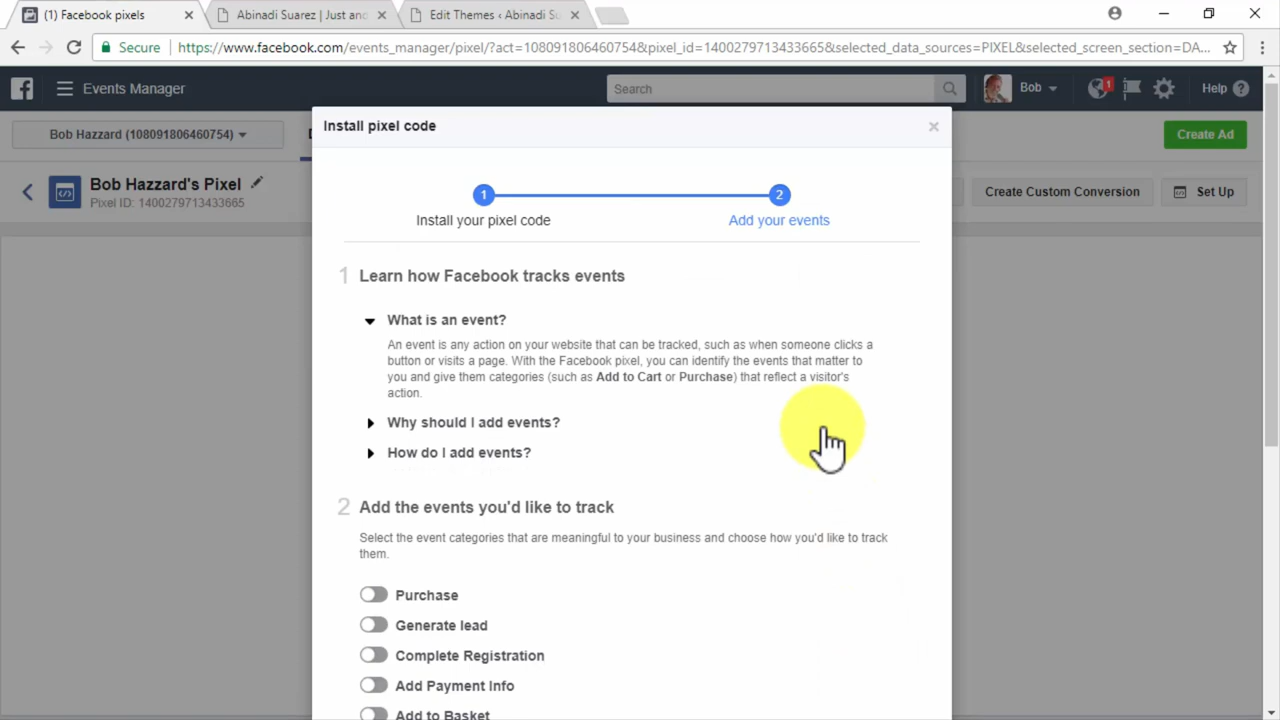 (1) Facebook pixels
Abinadi Suarez | Just and
Edit Themes ‹ Abinadi Su
Secure
https://www.facebook.com/events_manager/pixel/?act=108091806460754&pixel_id=1400279713433665&selected_data_sources=PIXEL&selected_screen_section=DA...
Events Manager
Search
Bob
1
Help
Bob Hazzard (108091806460754)
Create Ad
Bob Hazzard's Pixel
Pixel ID: 1400279713433665
Create Custom Conversion
Set Up
Install pixel code
1
2
Install your pixel code
Add your events
1 Learn how Facebook tracks events
What is an event?
An event is any action on your website that can be tracked, such as when someone clicks a
button or visits a page. With the Facebook pixel, you can identify the events that matter to
you and give them categories (such as Add to Cart or Purchase) that reflect a visitor's
action.
Why should I add events?
How do I add events?
2 Add the events you'd like to track
Select the event categories that are meaningful to your business and choose how you'd like to track
them.
Purchase
Generate lead
Complete Registration
Add Payment Info
Add to Basket